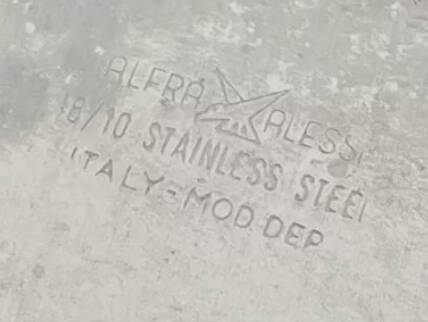 ALFRA ALESSI
18/10 STAINLESS STEEL
ITALY - MOD DEP